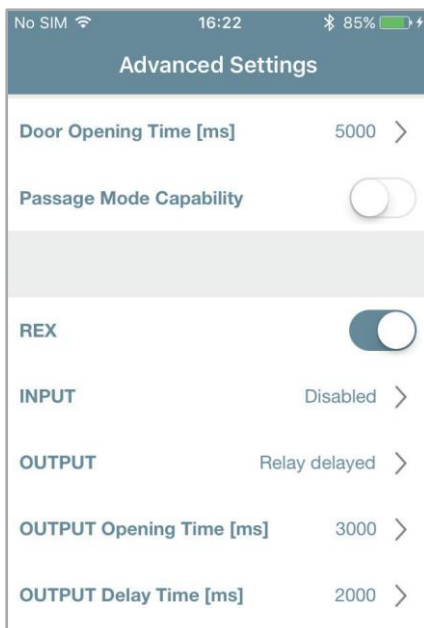 No SIM 16:22 85%
Advanced Settings
Door Opening Time [ms] 5000
Passage Mode Capability
REX
INPUT Disabled
OUTPUT Relay delayed
OUTPUT Opening Time [ms] 3000
OUTPUT Delay Time [ms] 2000